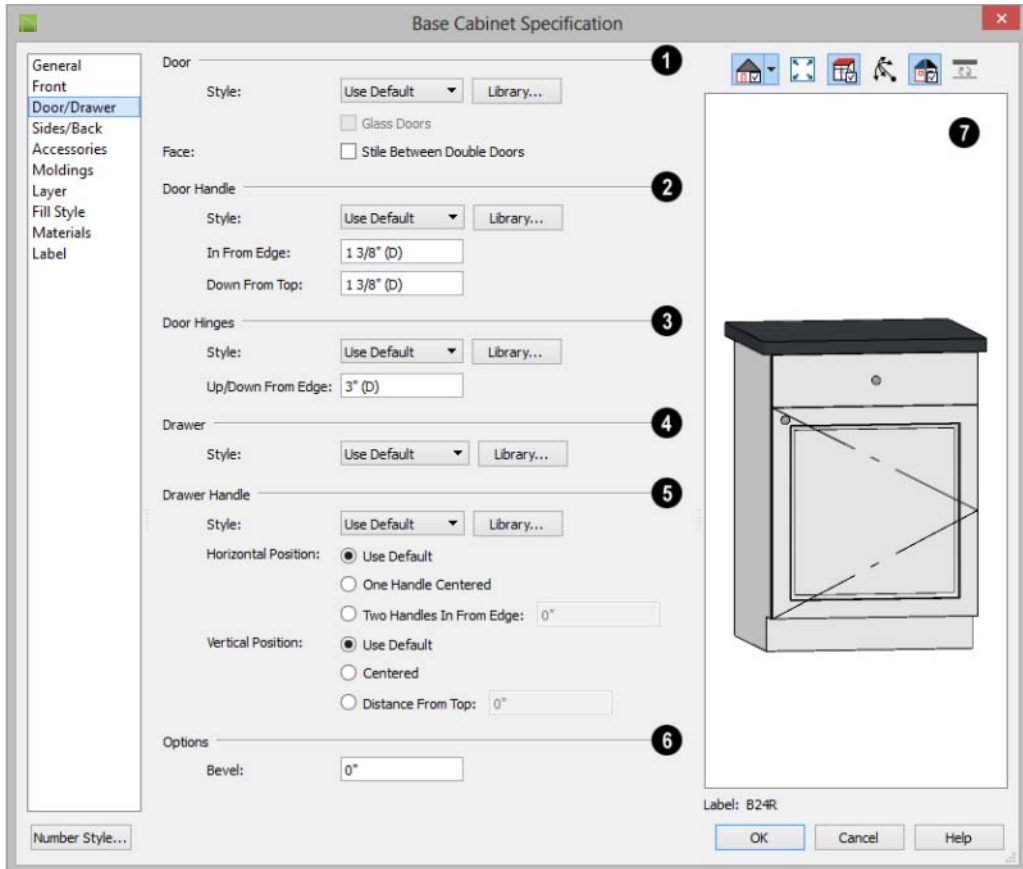 Base Cabinet Specification
General
Front
Door/Drawer
Sides/Back
Accessories
Moldings
Layer
Fill Style
Materials
Label
Number Style...
Door
1
Style:
Use Default
Library...
Glass Doors
Face:
Stile Between Double Doors
Door Handle
2
Style:
Use Default
Library...
In From Edge:
1 3/8" (D)
Down From Top:
1 3/8" (D)
Door Hinges
3
Style:
Use Default
Library...
Up/Down From Edge:
3" (D)
Drawer
4
Style:
Use Default
Library...
Drawer Handle
5
Style:
Use Default
Library...
Horizontal Position:
Use Default
One Handle Centered
Two Handles In From Edge:
0"
Vertical Position:
Use Default
Centered
Distance From Top:
0"
Options
6
Bevel:
0"
7
Label: B24R
OK
Cancel
Help